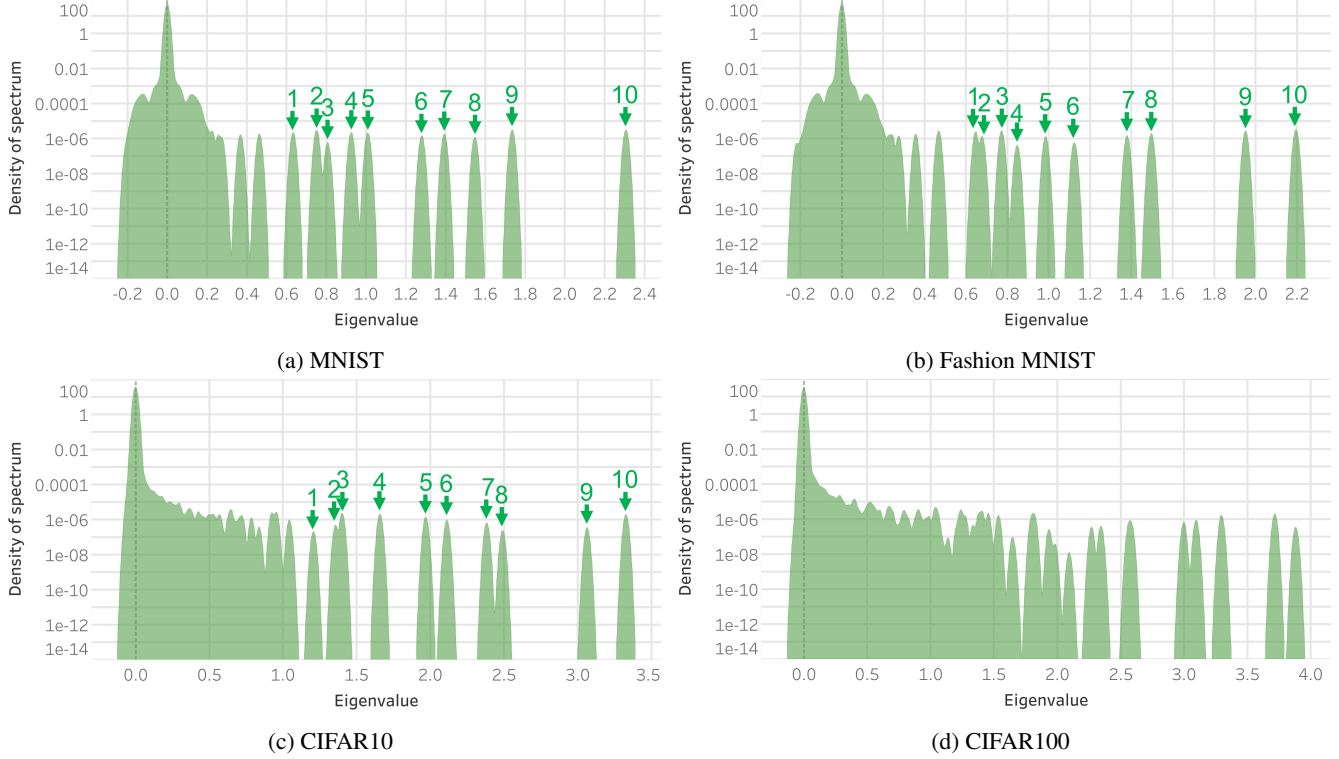 100
1
0.01
0.0001
1e-06
1e-08
1e-10
1e-12
1e-14
Density of spectrum
1 2 3 4 5 6 7 8 9 10
-0.2 0.0 0.2 0.4 0.6 0.8 1.0 1.2 1.4 1.6 1.8 2.0 2.2 2.4
Eigenvalue
(a) MNIST
100
1
0.01
0.0001
1e-06
1e-08
1e-10
1e-12
1e-14
Density of spectrum
1 2 3 4 5 6 7 8 9 10
-0.2 0.0 0.2 0.4 0.6 0.8 1.0 1.2 1.4 1.6 1.8 2.0 2.2
Eigenvalue
(b) Fashion MNIST
100
1
0.01
0.0001
1e-06
1e-08
1e-10
1e-12
1e-14
Density of spectrum
1 2 3 4 5 6 7 8 9 10
0.0 0.5 1.0 1.5 2.0 2.5 3.0 3.5
Eigenvalue
(c) CIFAR10
100
1
0.01
0.0001
1e-06
1e-08
1e-10
1e-12
1e-14
Density of spectrum
0.0 0.5 1.0 1.5 2.0 2.5 3.0 3.5 4.0
Eigenvalue
(d) CIFAR100